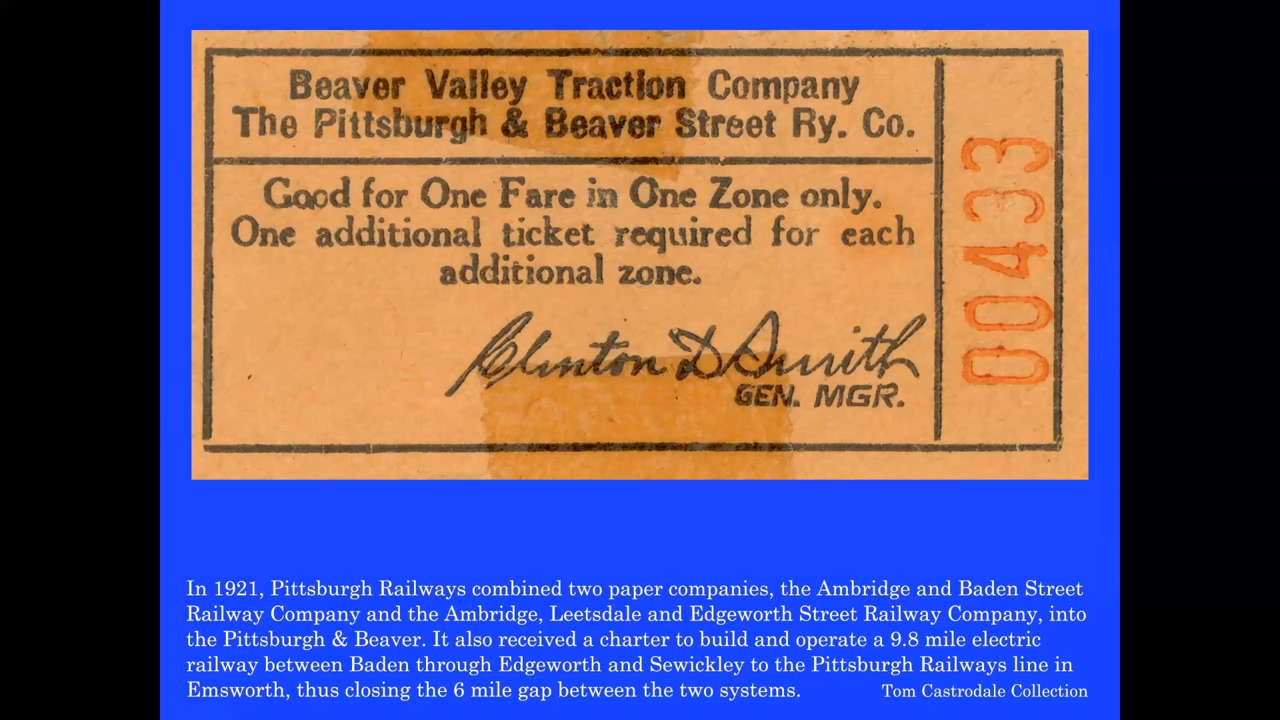 Beaver Valley Traction Company
The Pittsburgh & Beaver Street Ry. Co.
Good for One Fare in One Zone only.
One additional ticket required for each
additional zone.
Clinton D Smith
GEN. MGR.
00433
In 1921, Pittsburgh Railways combined two paper companies, the Ambridge and Baden Street
Railway Company and the Ambridge, Leetsdale and Edgeworth Street Railway Company, into
the Pittsburgh & Beaver. It also received a charter to build and operate a 9.8 mile electric
railway between Baden through Edgeworth and Sewickley to the Pittsburgh Railways line in
Emsworth, thus closing the 6 mile gap between the two systems. Tom Castrodale Collection